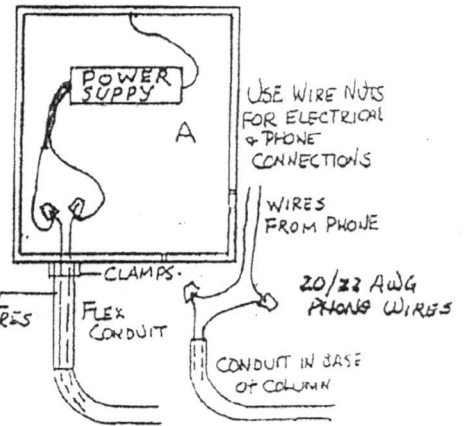 POWER
SUPPY
A
USE WIRE NUTS
FOR ELECTRICAL
& PHONE
CONNECTIONS
WIRES
FROM PHONE
CLAMPS.
20/22 AWG
PHONE WIRES
RES
FLEX
CONDUIT
CONDUIT IN BASE
OF COLUMN